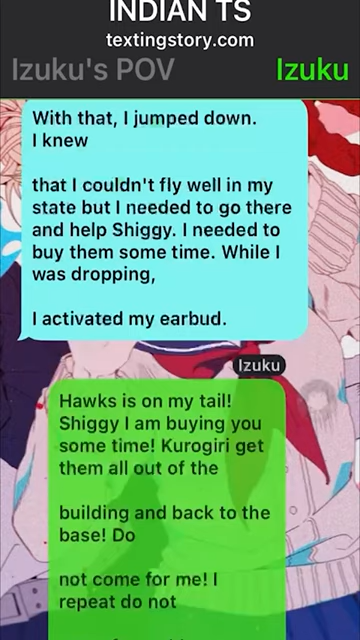 INDIAN TS
textingstory.com
Izuku's POV
Izuku
With that, I jumped down.
I knew
that I couldn't fly well in my
state but I needed to go there
and help Shiggy. I needed to
buy them some time. While I
was dropping,
I activated my earbud.
Izuku
Hawks is on my tail!
Shiggy I am buying you
some time! Kurogiri get
them all out of the
building and back to the
base! Do
not come for me! I
repeat do not